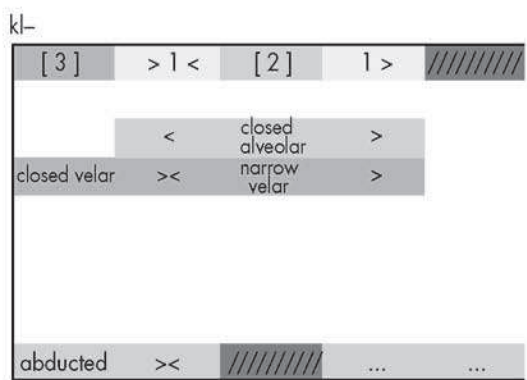 kl–
[ 3 ] > 1 < [ 2 ] 1 > //////////
< closed alveolar >
closed velar >< narrow velar >
abducted >< ////////// ... ...